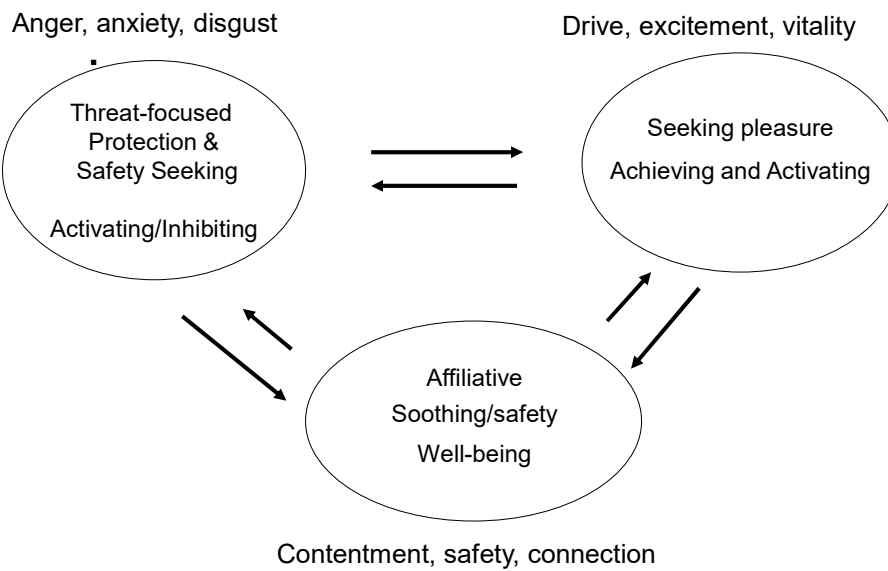 Anger, anxiety, disgust
.
Drive, excitement, vitality
Threat-focused
Protection &
Safety Seeking
Activating/Inhibiting
Seeking pleasure
Achieving and Activating
Affiliative
Soothing/safety
Well-being
Contentment, safety, connection